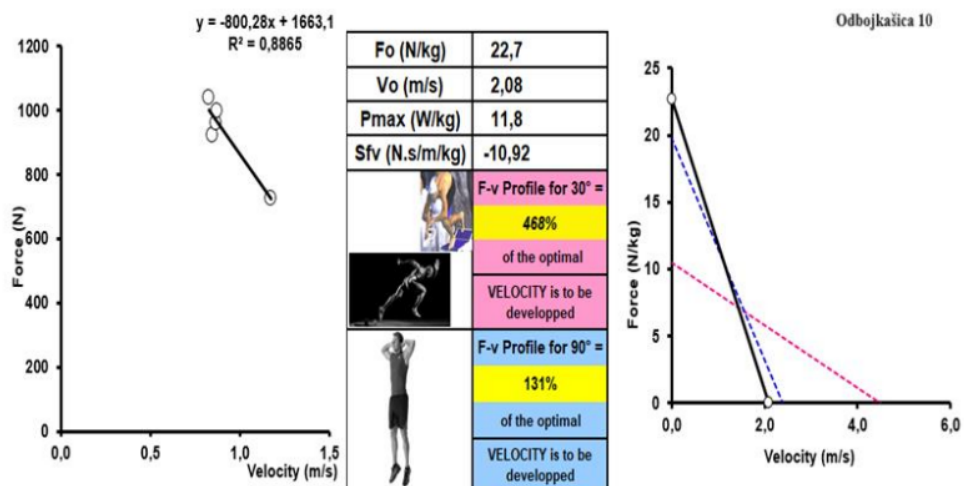 y = -800,28x + 1663,1
R² = 0,8865
1200
1000
800
600
400
200
0
Force (N)
0,0
0,5
1,0
1,5
Velocity (m/s)
Fo (N/kg) 22,7
Vo (m/s) 2,08
Pmax (W/kg) 11,8
Sfv (N.s/m/kg) -10,92
F-v Profile for 30° =
468%
of the optimal
VELOCITY is to be
developped
F-v Profile for 90° =
131%
of the optimal
VELOCITY is to be
developped
Odbojkašica 10
25
20
15
10
5
0
Force (N/kg)
0,0
2,0
4,0
6,0
Velocity (m/s)